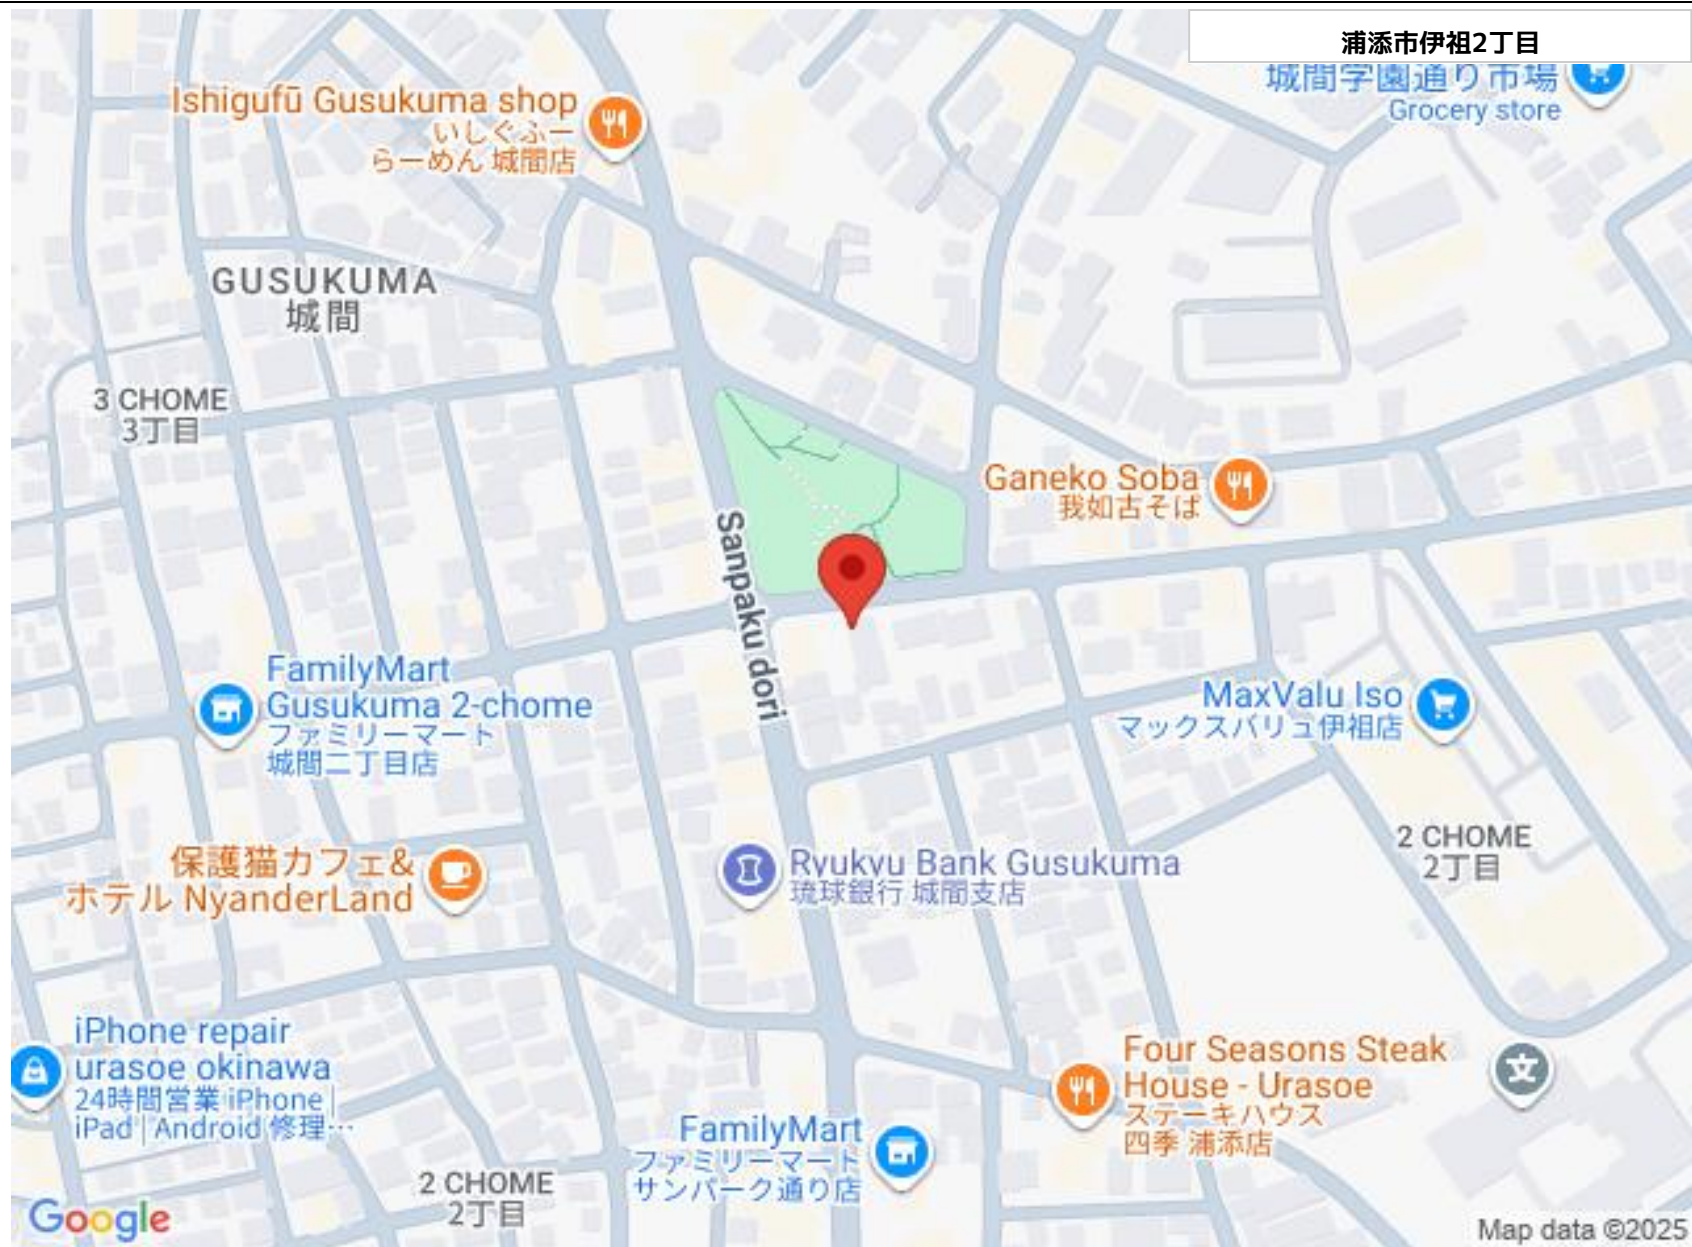 浦添市伊祖2丁目
城間学園通り市場
Grocery store
Ishigufū Gusukuma shop
いしぐふー
らーめん 城間店
GUSUKUMA
城間
3 CHOME
3丁目
Ganeko Soba
我如古そば
Sanpaku dori
FamilyMart
Gusukuma 2-chome
ファミリーマート
城間二丁目店
MaxValu Iso
マックスバリュ伊祖店
2 CHOME
2丁目
保護猫カフェ&
ホテル NyanderLand
Ryukyu Bank Gusukuma
琉球銀行 城間支店
iPhone repair
urasoe okinawa
24時間営業 iPhone |
iPad | Android 修理…
Four Seasons Steak
House - Urasoe
ステーキハウス
四季 浦添店
文
FamilyMart
ファミリーマート
サンパーク通り店
2 CHOME
2丁目
Google
Map data ©2025